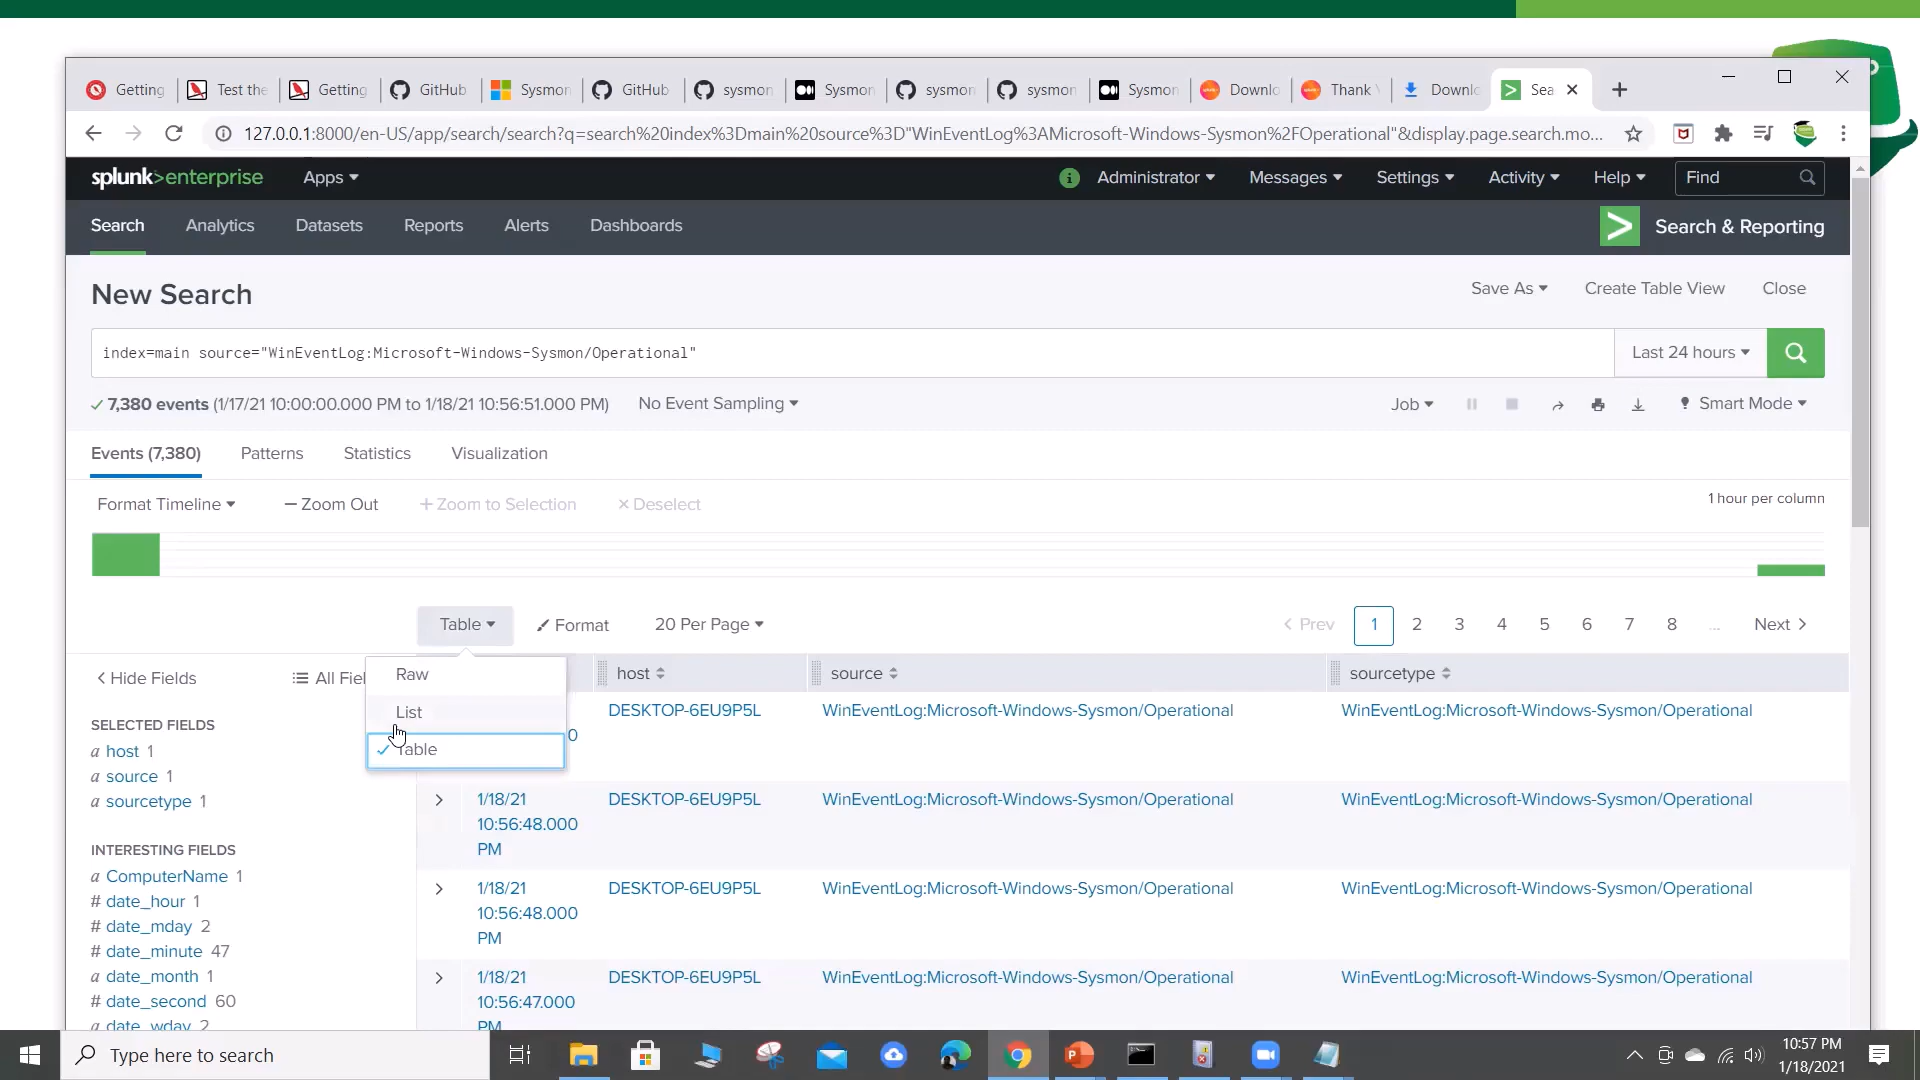 Getting
Test the
Getting
GitHub
Sysmon
GitHub
sysmon
Sysmon
sysmon
sysmon
Sysmon
Downlo
Thank
Downlo
Sea
127.0.0.1:8000/en-US/app/search/search?q=search%20index%3Dmain%20source%3D"WinEventLog%3AMicrosoft-Windows-Sysmon%2FOperational"&display.page.search.mo...
splunk>enterprise Apps
Administrator Messages Settings Activity Help Find
Search Analytics Datasets Reports Alerts Dashboards
Search & Reporting
New Search
Save As Create Table View Close
index=main source="WinEventLog:Microsoft-Windows-Sysmon/Operational"
Last 24 hours
7,380 events (1/17/21 10:00:00.000 PM to 1/18/21 10:56:51.000 PM) No Event Sampling
Job Smart Mode
Events (7,380) Patterns Statistics Visualization
Format Timeline — Zoom Out + Zoom to Selection × Deselect
1 hour per column
Table Format 20 Per Page
< Prev 1 2 3 4 5 6 7 8 ... Next >
Raw
List
Table
< Hide Fields All Fiel
SELECTED FIELDS
a host 1
a source 1
a sourcetype 1
INTERESTING FIELDS
a ComputerName 1
# date_hour 1
# date_mday 2
# date_minute 47
a date_month 1
# date_second 60
a date_wday 2
host source sourcetype
DESKTOP-6EU9P5L WinEventLog:Microsoft-Windows-Sysmon/Operational WinEventLog:Microsoft-Windows-Sysmon/Operational
0
> 1/18/21 DESKTOP-6EU9P5L WinEventLog:Microsoft-Windows-Sysmon/Operational WinEventLog:Microsoft-Windows-Sysmon/Operational
10:56:48.000
PM
> 1/18/21 DESKTOP-6EU9P5L WinEventLog:Microsoft-Windows-Sysmon/Operational WinEventLog:Microsoft-Windows-Sysmon/Operational
10:56:48.000
PM
> 1/18/21 DESKTOP-6EU9P5L WinEventLog:Microsoft-Windows-Sysmon/Operational WinEventLog:Microsoft-Windows-Sysmon/Operational
10:56:47.000
PM
Type here to search
10:57 PM
1/18/2021